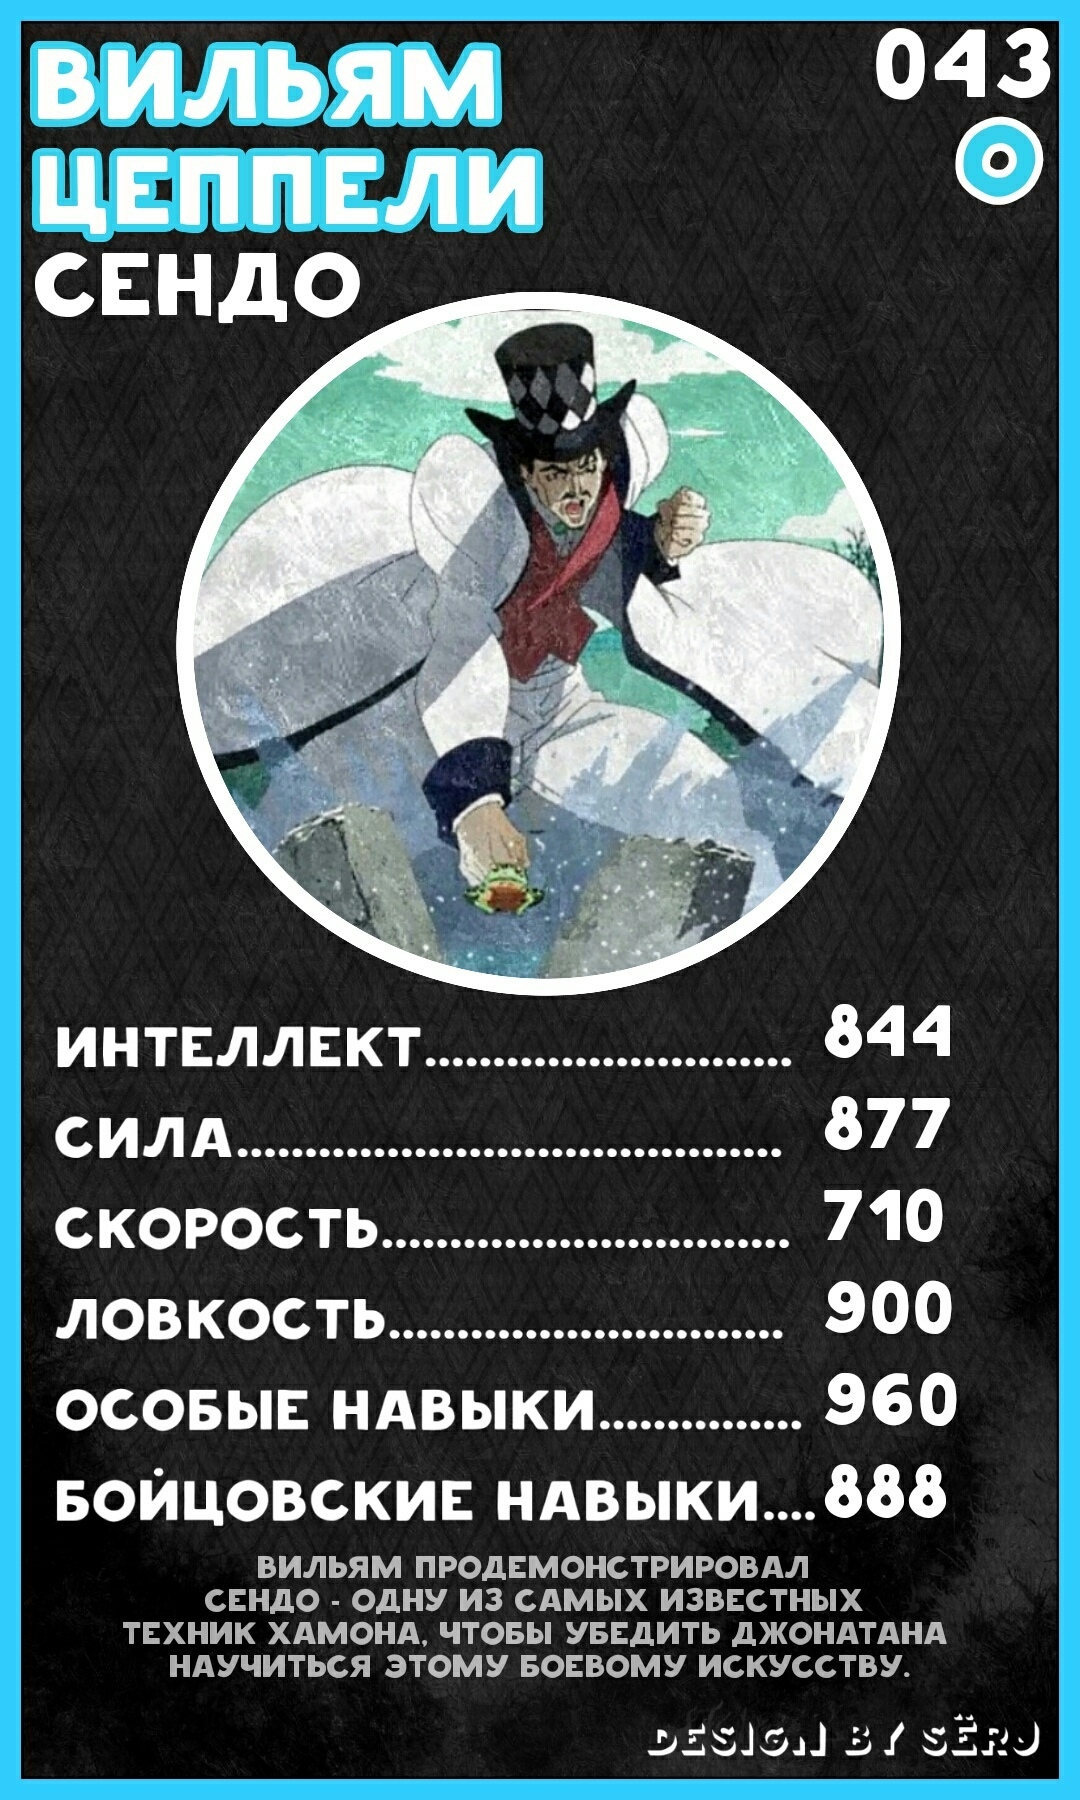 ВИЛЬЯМ
ЦЕППЕЛИ
СЕНДО
043
O
ИНТЕЛЛЕКТ........................... 844
СИЛА........................................ 877
СКОРОСТЬ.............................. 710
ЛОВКОСТЬ............................. 900
ОСОБЫЕ НАВЫКИ............... 960
БОЙЦОВСКИЕ НАВЫКИ.... 888
ВИЛЬЯМ ПРОДЕМОНСТРИРОВАЛ
СЕНДО - ОДНУ ИЗ САМЫХ ИЗВЕСТНЫХ
ТЕХНИК ХАМОНА, ЧТОБЫ УБЕДИТЬ ДЖОНАТАНА
НАУЧИТЬСЯ ЭТОМУ БОЕВОМУ ИСКУССТВУ.
DESIGN BY SЁRJ